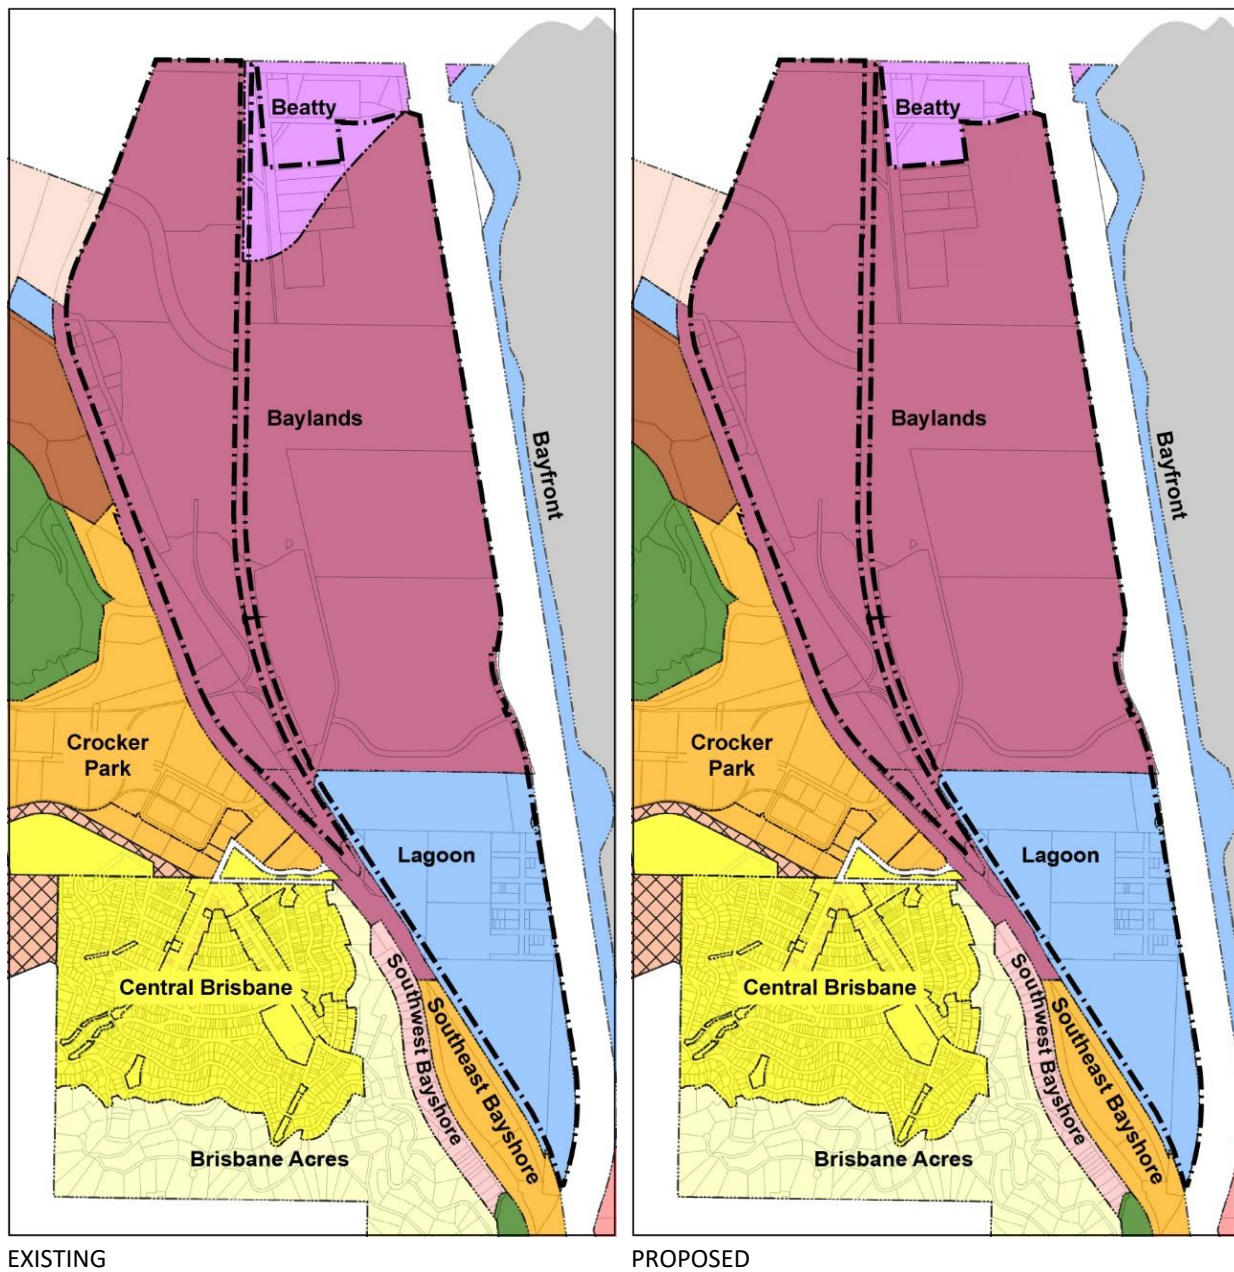 Beatty
Baylands
Bayfront
Crocker
Park
Lagoon
Central Brisbane
Southwest Bayshore
Southeast Bayshore
Brisbane Acres
EXISTING
Beatty
Baylands
Bayfront
Crocker
Park
Lagoon
Central Brisbane
Southwest Bayshore
Southeast Bayshore
Brisbane Acres
PROPOSED